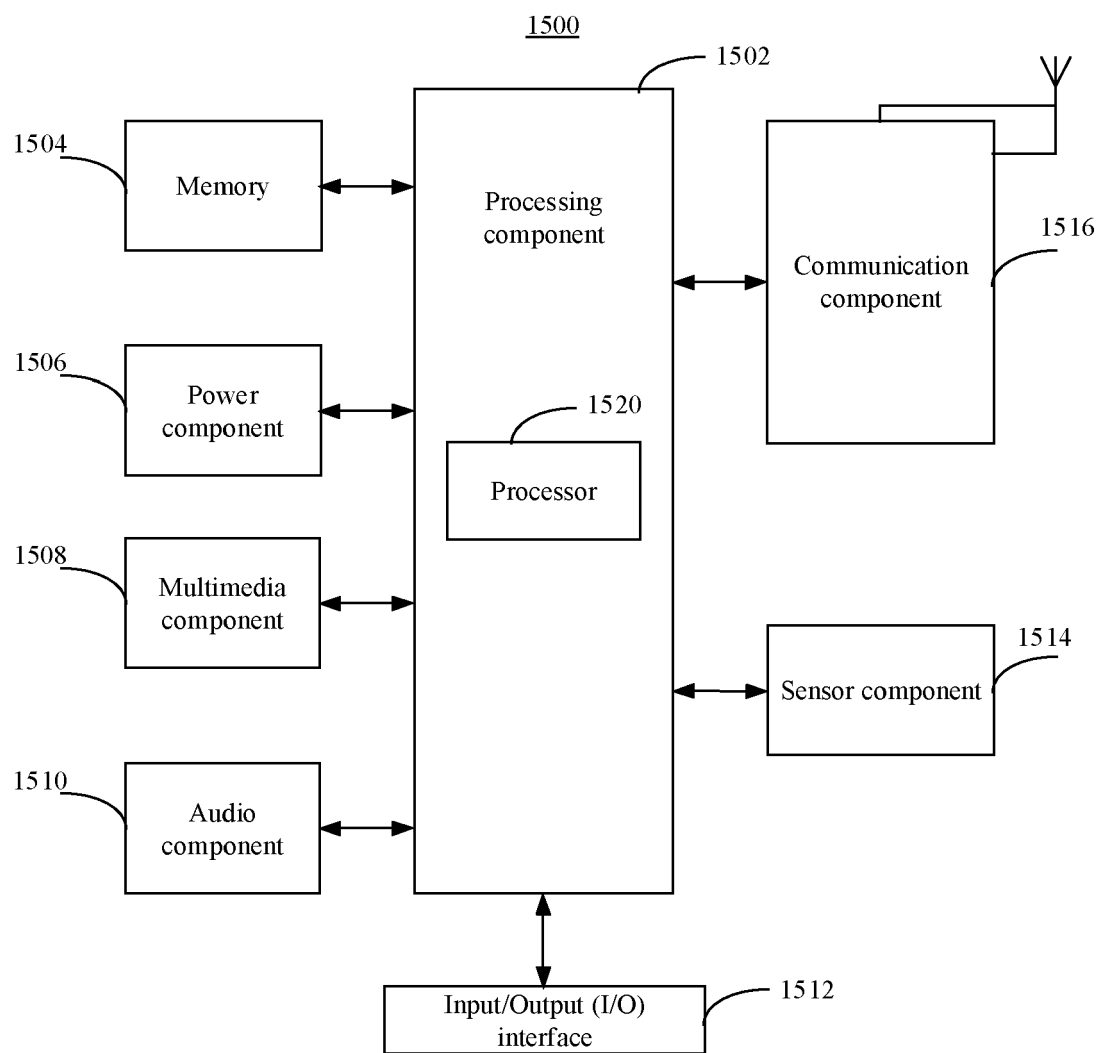 1500
1502
1504
Memory
Processing
component
1516
Communication
component
1506
Power
component
1520
Processor
1508
Multimedia
component
1514
Sensor component
1510
Audio
component
1512
Input/Output (I/O)
interface